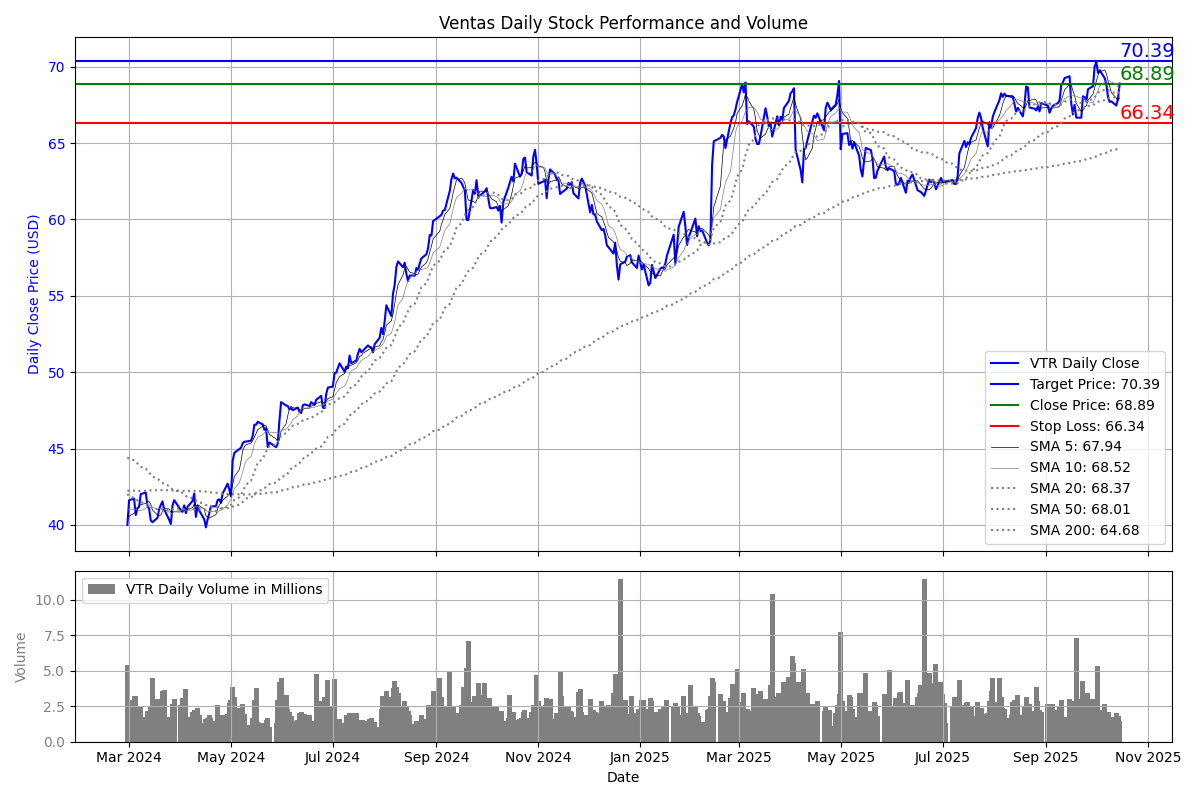 Ventas Daily Stock Performance and Volume
70.39
68.89
66.34
70
65
60
55
50
45
40
Daily Close Price (USD)
VTR Daily Close
Target Price: 70.39
Close Price: 68.89
Stop Loss: 66.34
SMA 5: 67.94
SMA 10: 68.52
SMA 20: 68.37
SMA 50: 68.01
SMA 200: 64.68
VTR Daily Volume in Millions
10.0
7.5
5.0
2.5
0.0
Volume
Mar 2024 May 2024 Jul 2024 Sep 2024 Nov 2024 Jan 2025 Mar 2025 May 2025 Jul 2025 Sep 2025 Nov 2025
Date